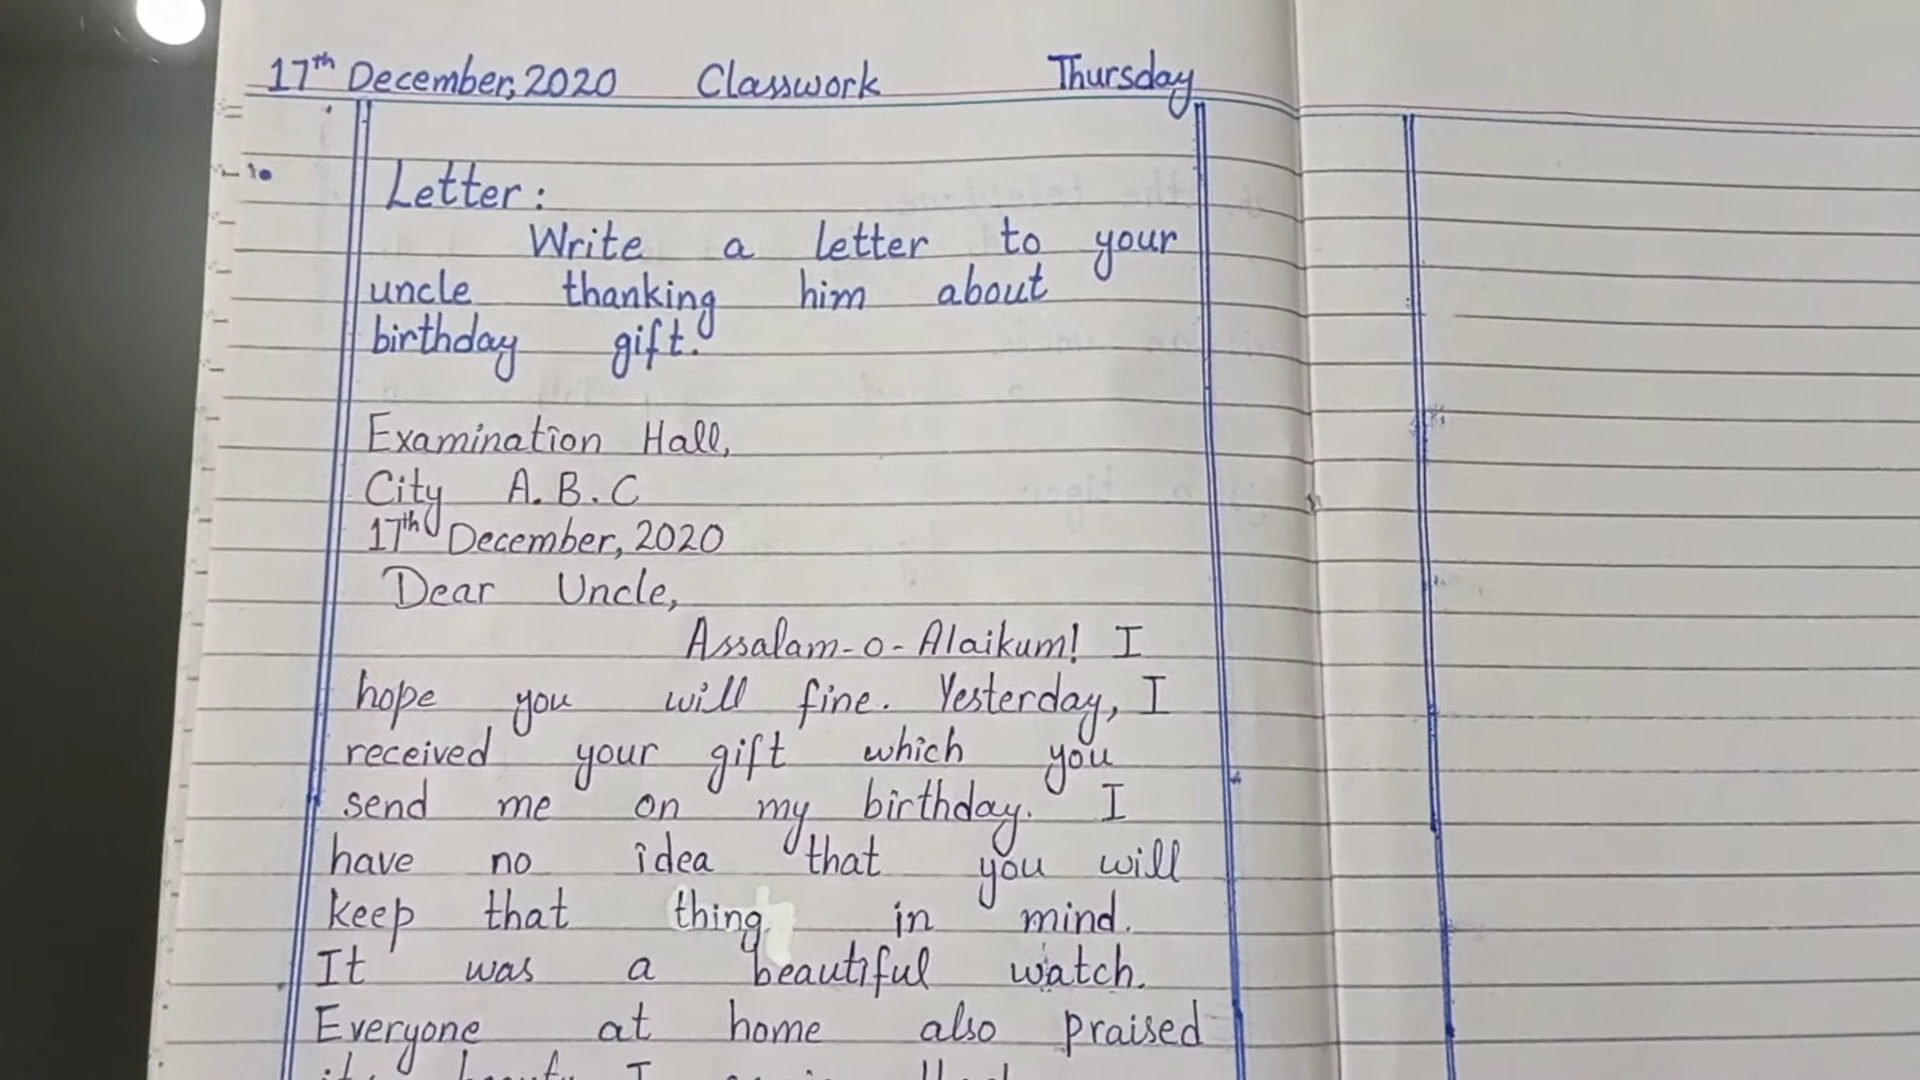 17th December, 2020 Classwork Thursday
Letter:
Write a letter to your
uncle thanking him about
birthday gift.
Examination Hall,
City A.B.C
17th December, 2020
Dear Uncle,
Assalam-o-Alaikum! I
hope you will fine. Yesterday, I
received your gift which you
send me on my birthday. I
have no idea that you will
keep that thing in mind.
It was a beautiful watch.
Everyone at home also praised